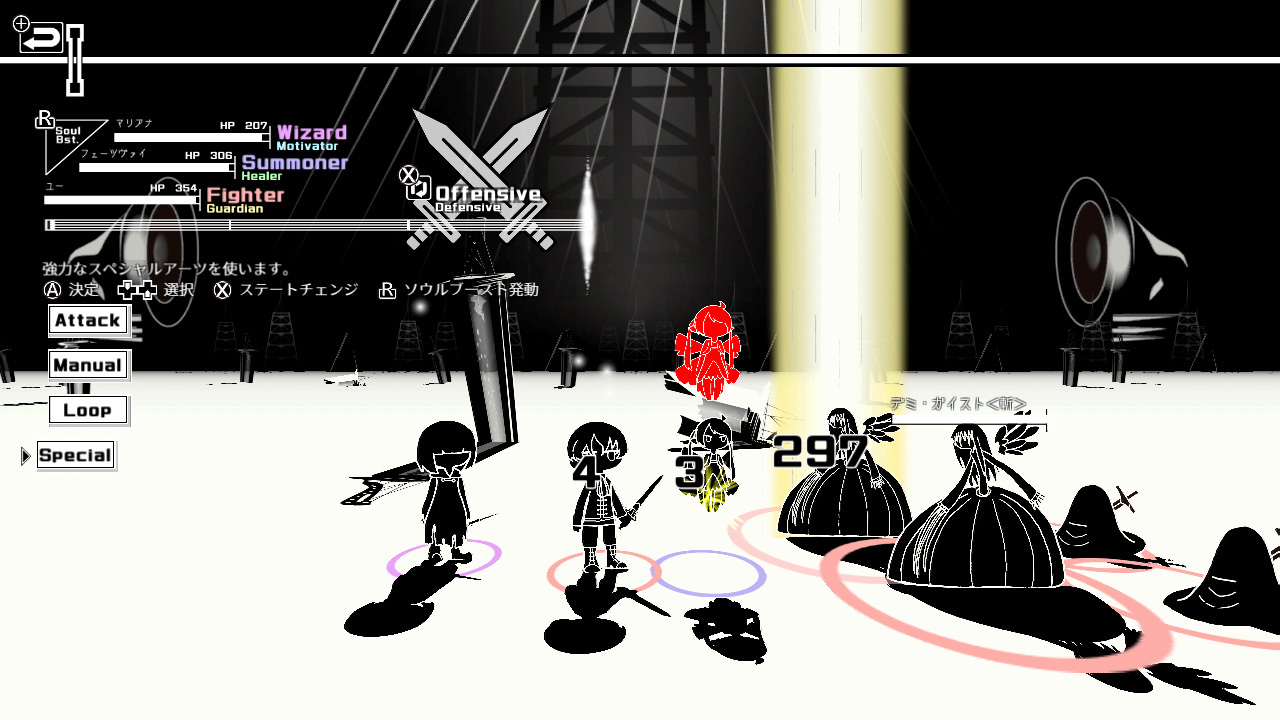 R
Soul
Bst.
マリアナ
HP 207
Wizard
Motivator
フェーツヴァイ
HP 306
Summoner
Healer
ユー
HP 354
Fighter
Guardian
X
Offensive
Defensive
強力なスペシャルアーツを使います。
A 決定 選択 X ステートチェンジ R ソウルブースト発動
Attack
Manual
Loop
Special
デミ・ガイスト<斬>
4
3
297